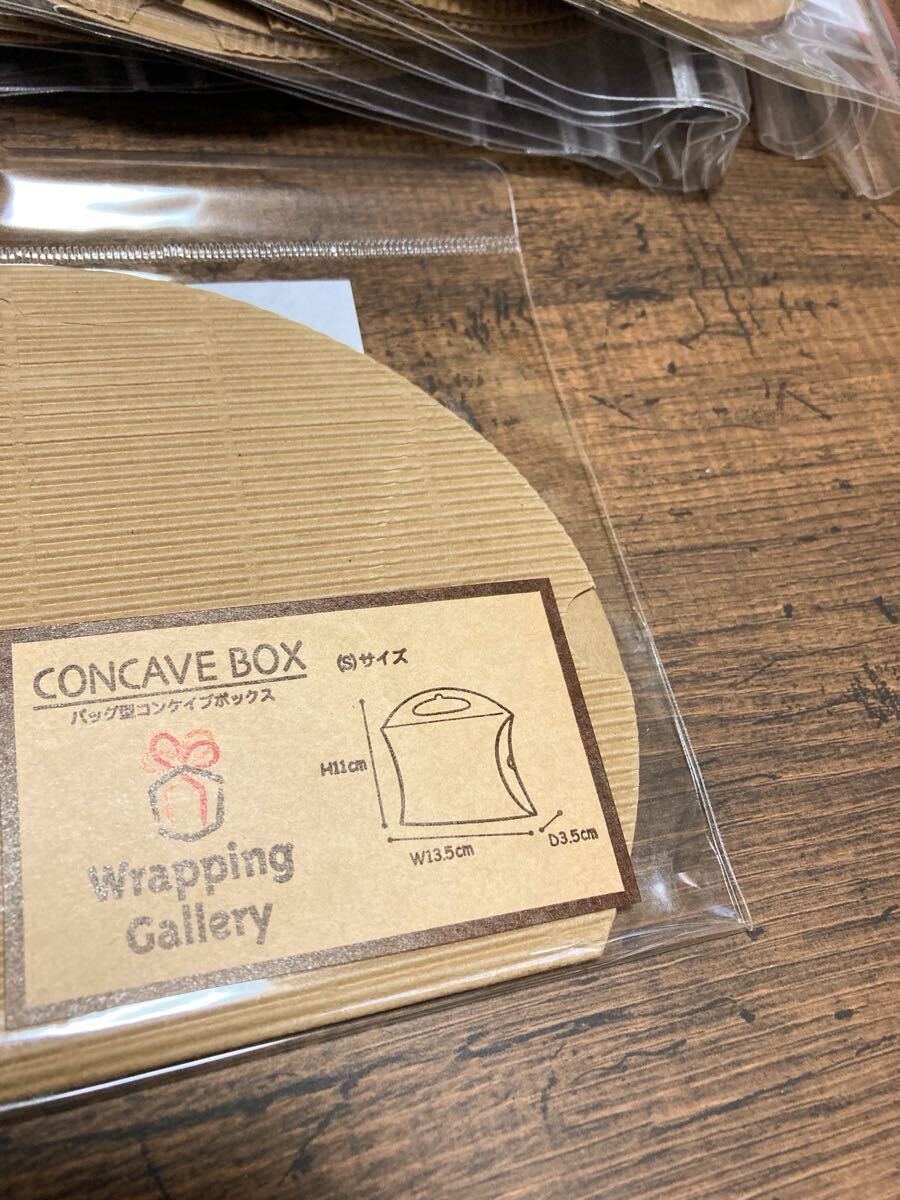 CONCAVE BOX
バッグ型コンケイブボックス
(S)サイズ
H11cm
W13.5cm
D3.5cm
Wrapping
Gallery